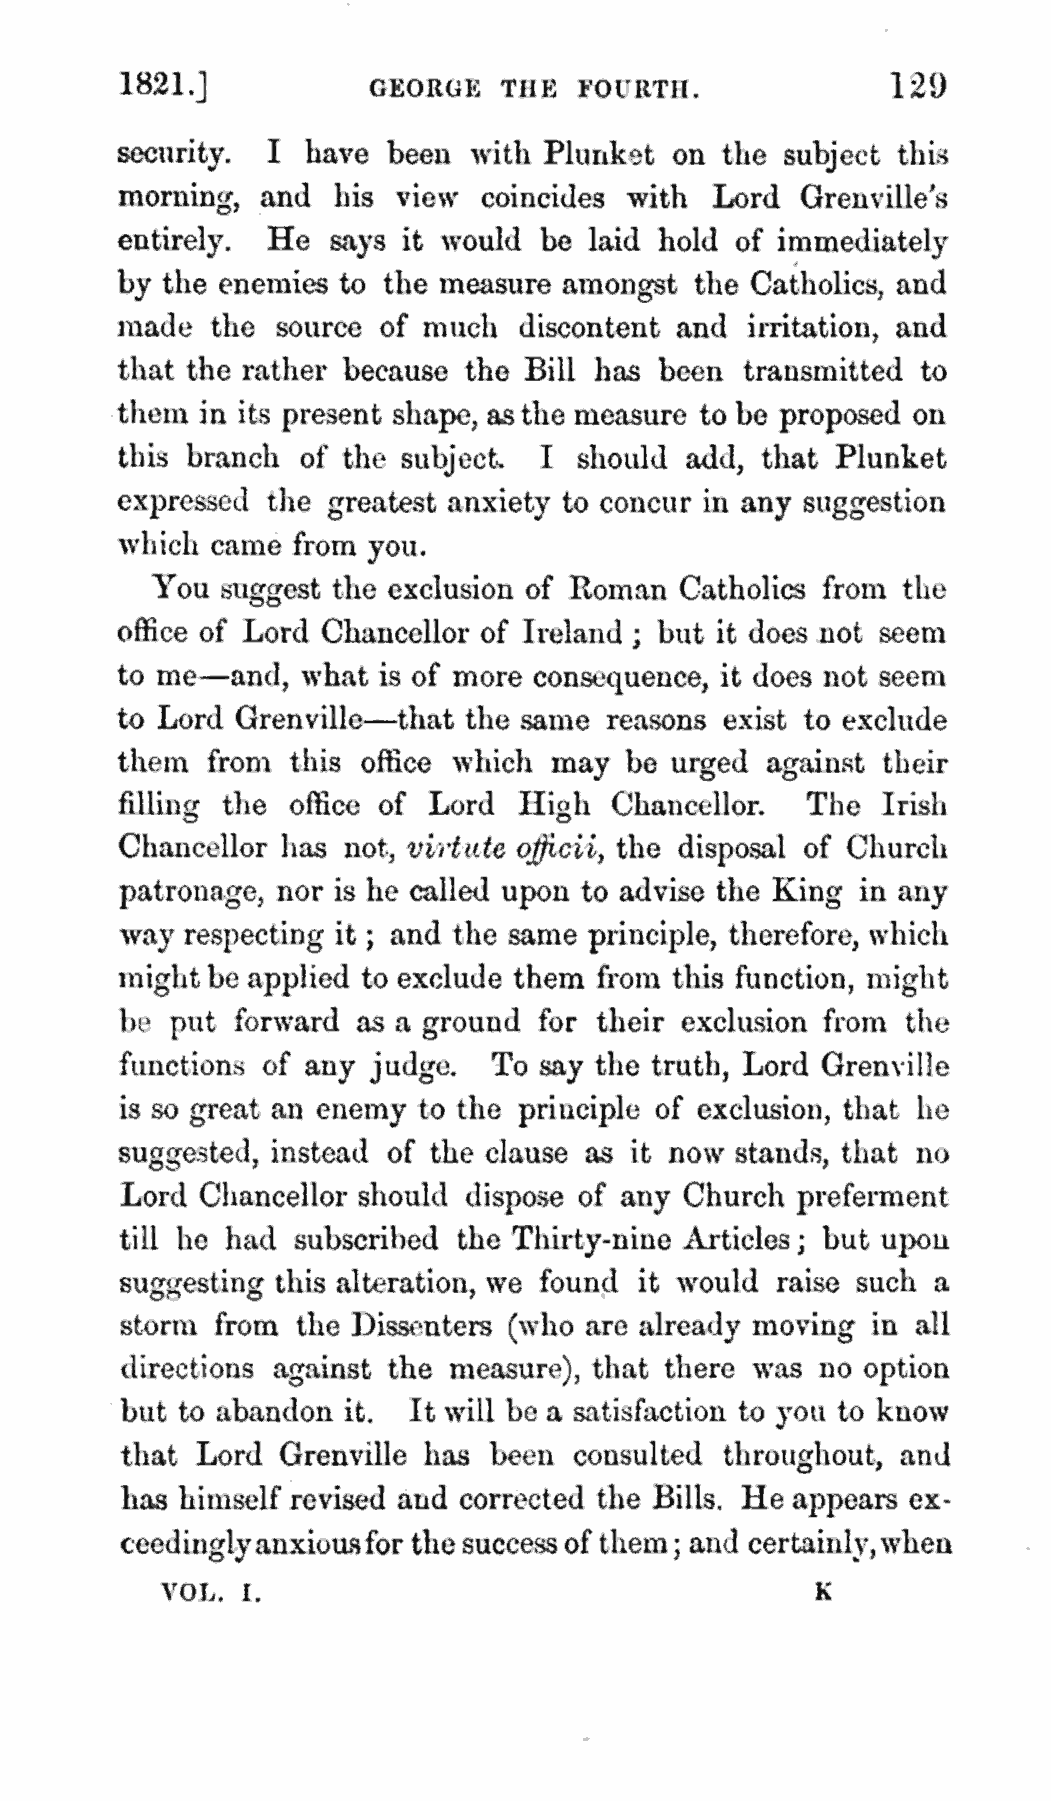 1821.] GEORGE THE FOURTH. 129
security. I have been with Plunket on the subject this
morning, and his view coincides with Lord Grenville's
entirely. He says it would be laid hold of immediately
by the enemies to the measure amongst the Catholics, and
made the source of much discontent and irritation, and
that the rather because the Bill has been transmitted to
them in its present shape, as the measure to be proposed on
this branch of the subject. I should add, that Plunket
expressed the greatest anxiety to concur in any suggestion
which came from you.
You suggest the exclusion of Roman Catholics from the
office of Lord Chancellor of Ireland; but it does not seem
to me—and, what is of more consequence, it does not seem
to Lord Grenville—that the same reasons exist to exclude
them from this office which may be urged against their
filling the office of Lord High Chancellor. The Irish
Chancellor has not, virtute officii, the disposal of Church
patronage, nor is he called upon to advise the King in any
way respecting it; and the same principle, therefore, which
might be applied to exclude them from this function, might
be put forward as a ground for their exclusion from the
functions of any judge. To say the truth, Lord Grenville
is so great an enemy to the principle of exclusion, that he
suggested, instead of the clause as it now stands, that no
Lord Chancellor should dispose of any Church preferment
till he had subscribed the Thirty-nine Articles; but upon
suggesting this alteration, we found it would raise such a
storm from the Dissenters (who are already moving in all
directions against the measure), that there was no option
but to abandon it. It will be a satisfaction to you to know
that Lord Grenville has been consulted throughout, and
has himself revised and corrected the Bills. He appears ex-
ceedingly anxious for the success of them; and certainly, when
VOL. I. K